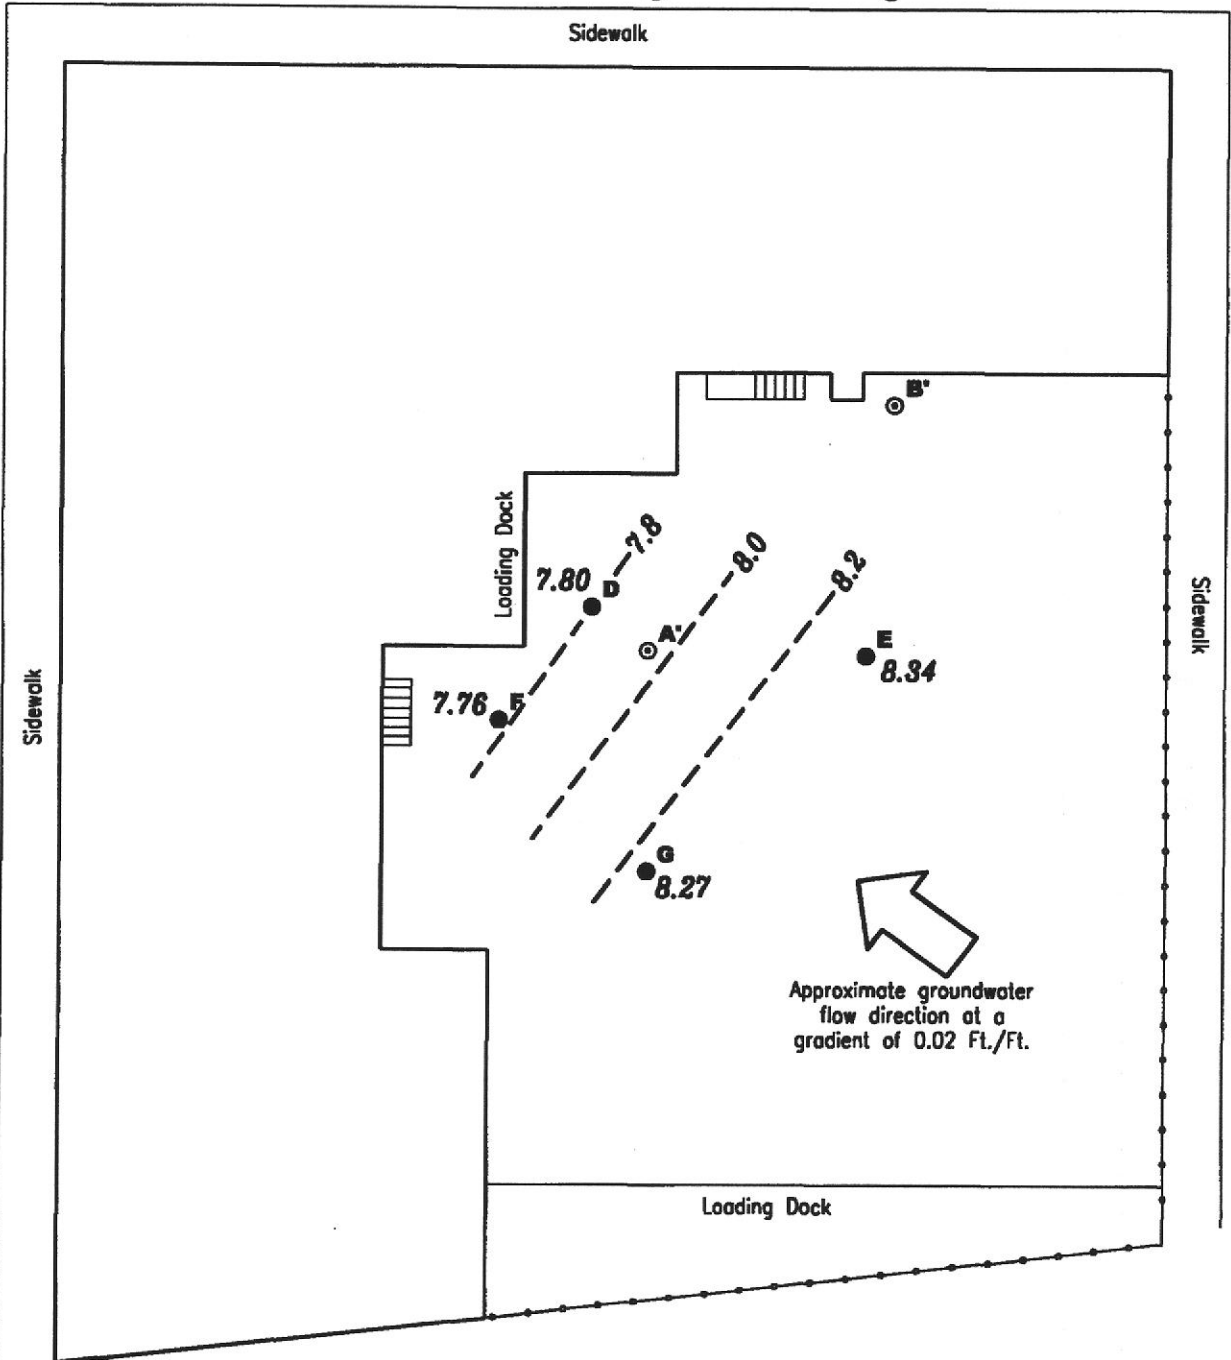 Sidewalk
B'
Loading Dock
7.8
8.0
8.2
7.80 D
A'
E
8.34
Sidewalk
Sidewalk
7.76 F
G
8.27
Approximate groundwater
flow direction at a
gradient of 0.02 Ft./Ft.
Loading Dock